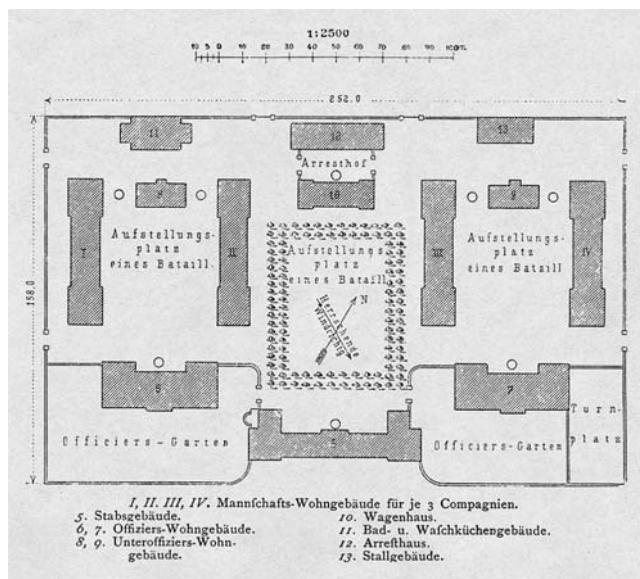 1:2500
10 5 0 10 20 30 40 50 60 70 80 90 100m.
252.0
158.0
11
12
13
Arresthof
9
10
I
II
III
IV
Aufstellungs-
platz
eines Bataill.
Aufstellungs-
platz
eines Bataill.
Aufstellungs-
platz
eines Bataill
N
Herrschende
Windrichtg
6
7
5
Officiers-Garten
Officiers-Garten
Turn-
platz
I, II. III, IV. Mannſchafts-Wohngebäude für je 3 Compagnien.
5. Stabsgebäude.
6, 7. Offiziers-Wohngebäude.
8, 9. Unteroffiziers-Wohn-
gebäude.
10. Wagenhaus.
11. Bad- u. Waſchküchengebäude.
12. Arreſthaus.
13. Stallgebäude.